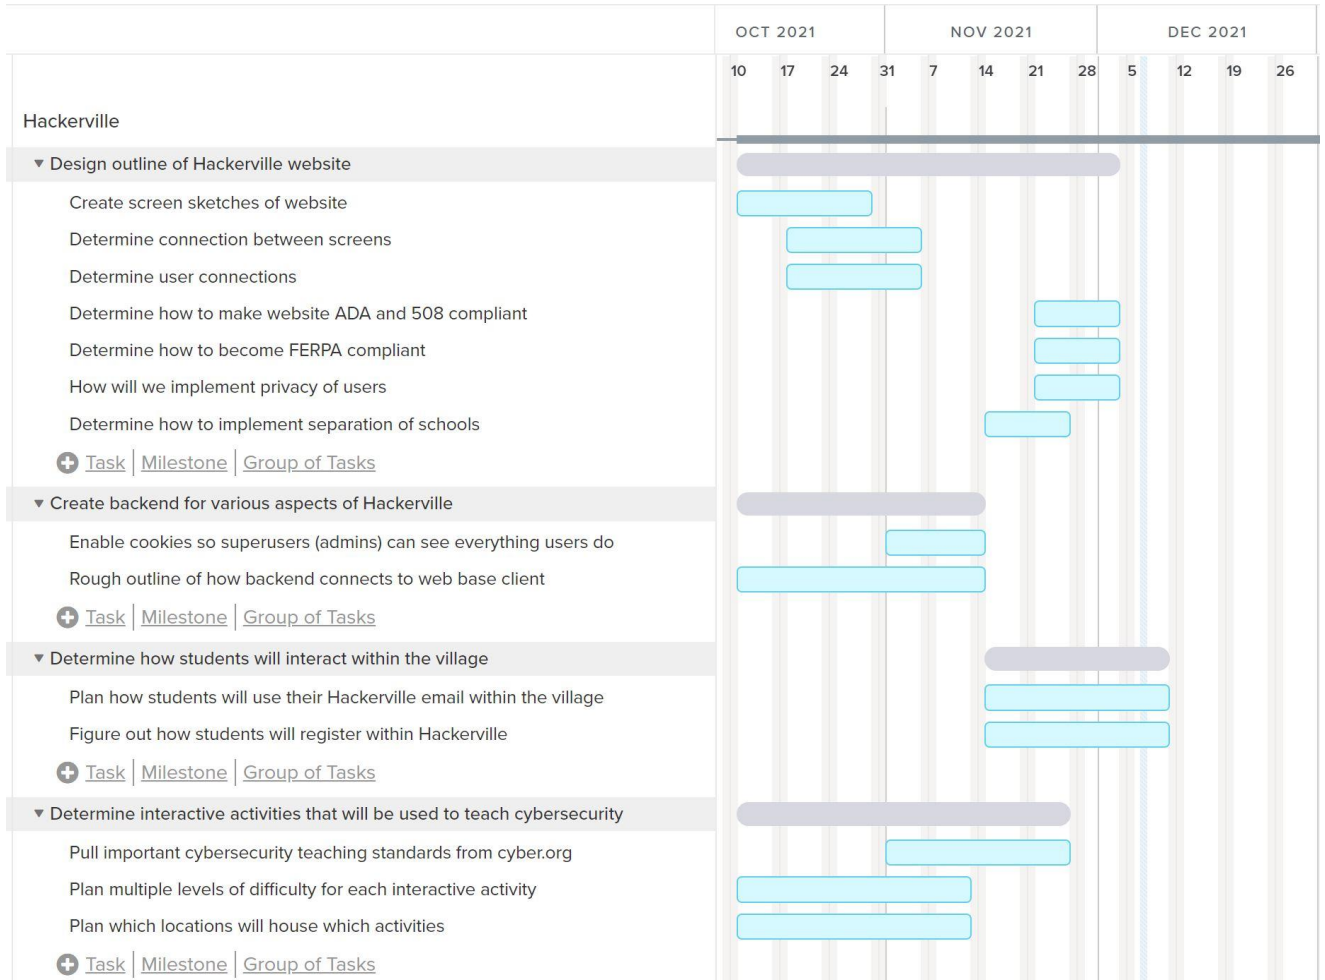 OCT 2021 NOV 2021 DEC 2021
10 17 24 31 7 14 21 28 5 12 19 26
Hackerville
Design outline of Hackerville website
Create screen sketches of website
Determine connection between screens
Determine user connections
Determine how to make website ADA and 508 compliant
Determine how to become FERPA compliant
How will we implement privacy of users
Determine how to implement separation of schools
Task | Milestone | Group of Tasks
Create backend for various aspects of Hackerville
Enable cookies so superusers (admins) can see everything users do
Rough outline of how backend connects to web base client
Task | Milestone | Group of Tasks
Determine how students will interact within the village
Plan how students will use their Hackerville email within the village
Figure out how students will register within Hackerville
Task | Milestone | Group of Tasks
Determine interactive activities that will be used to teach cybersecurity
Pull important cybersecurity teaching standards from cyber.org
Plan multiple levels of difficulty for each interactive activity
Plan which locations will house which activities
Task | Milestone | Group of Tasks